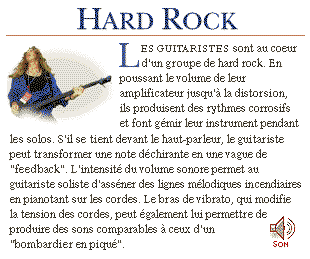 HARD ROCK
LES GUITARISTES sont au coeur
d'un groupe de hard rock. En
poussant le volume de leur
amplificateur jusqu'à la distorsion,
ils produisent des rythmes corrosifs
et font gémir leur instrument pendant
les solos. S'il se tient devant le haut-parleur, le guitariste
peut transformer une note déchirante en une vague de
"feedback". L'intensité du volume sonore permet au
guitariste soliste d'asséner des lignes mélodiques incendiaires
en pianotant sur les cordes. Le bras de vibrato, qui modifie
la tension des cordes, peut également lui permettre de
produire des sons comparables à ceux d'un
"bombardier en piqué".
SON